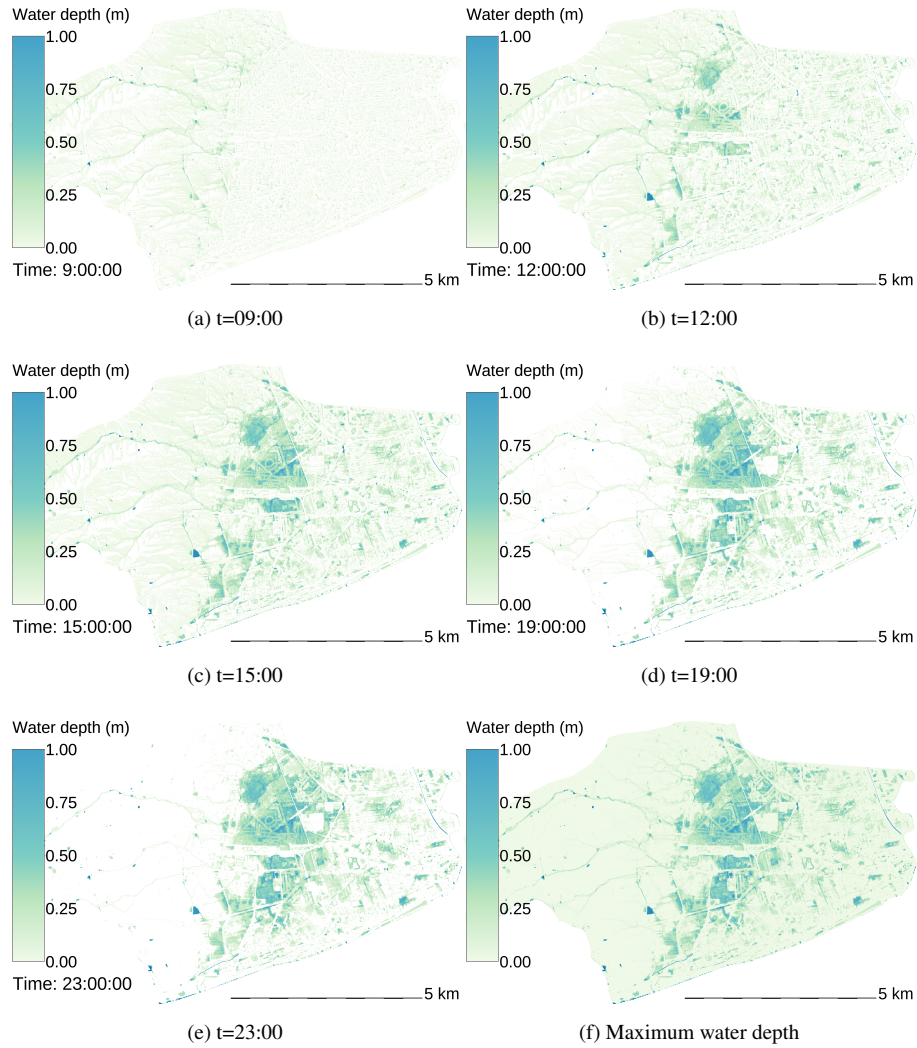 Water depth (m)
1.00
0.75
0.50
0.25
0.00
Time: 9:00:00
5 km
(a) t=09:00
Water depth (m)
1.00
0.75
0.50
0.25
0.00
Time: 12:00:00
5 km
(b) t=12:00
Water depth (m)
1.00
0.75
0.50
0.25
0.00
Time: 15:00:00
5 km
(c) t=15:00
Water depth (m)
1.00
0.75
0.50
0.25
0.00
Time: 19:00:00
5 km
(d) t=19:00
Water depth (m)
1.00
0.75
0.50
0.25
0.00
Time: 23:00:00
5 km
(e) t=23:00
Water depth (m)
1.00
0.75
0.50
0.25
0.00
5 km
(f) Maximum water depth